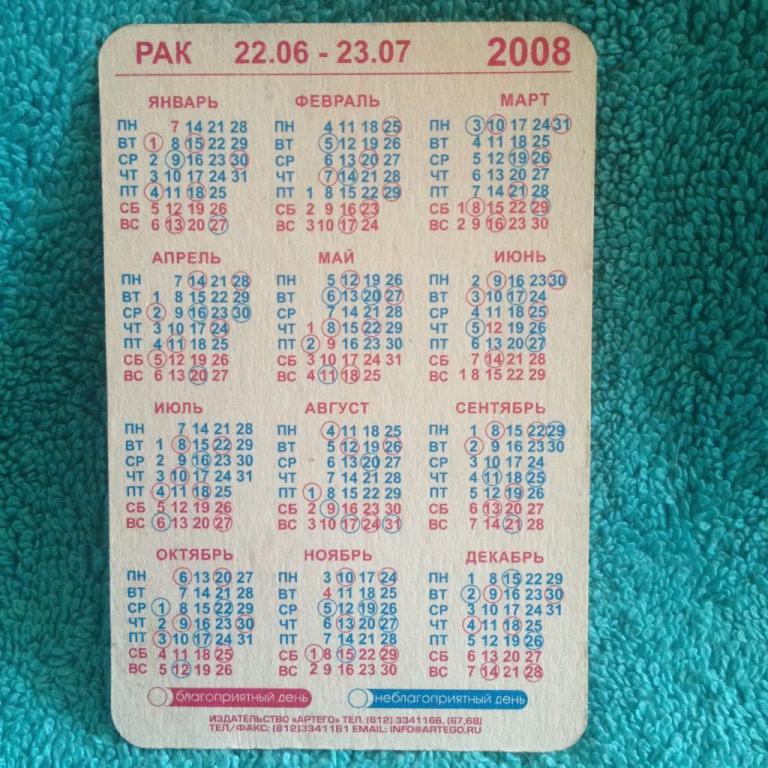 РАК 22.06 - 23.07 2008
ЯНВАРЬ ФЕВРАЛЬ МАРТ
ПН 7 14 21 28 ПН 4 11 18 25 ПН 3 10 17 24 31
ВТ 1 8 15 22 29 ВТ 5 12 19 26 ВТ 4 11 18 25
СР 2 9 16 23 30 СР 6 13 20 27 СР 5 12 19 26
ЧТ 3 10 17 24 31 ЧТ 7 14 21 28 ЧТ 6 13 20 27
ПТ 4 11 18 25 ПТ 1 8 15 22 29 ПТ 7 14 21 28
СБ 5 12 19 26 СБ 2 9 16 23 СБ 1 8 15 22 29
ВС 6 13 20 27 ВС 3 10 17 24 ВС 2 9 16 23 30
АПРЕЛЬ МАЙ ИЮНЬ
ПН 7 14 21 28 ПН 5 12 19 26 ПН 2 9 16 23 30
ВТ 1 8 15 22 29 ВТ 6 13 20 27 ВТ 3 10 17 24
СР 2 9 16 23 30 СР 7 14 21 28 СР 4 11 18 25
ЧТ 3 10 17 24 ЧТ 1 8 15 22 29 ЧТ 5 12 19 26
ПТ 4 11 18 25 ПТ 2 9 16 23 30 ПТ 6 13 20 27
СБ 5 12 19 26 СБ 3 10 17 24 31 СБ 7 14 21 28
ВС 6 13 20 27 ВС 4 11 18 25 ВС 1 8 15 22 29
ИЮЛЬ АВГУСТ СЕНТЯБРЬ
ПН 7 14 21 28 ПН 4 11 18 25 ПН 1 8 15 22 29
ВТ 1 8 15 22 29 ВТ 5 12 19 26 ВТ 2 9 16 23 30
СР 2 9 16 23 30 СР 6 13 20 27 СР 3 10 17 24
ЧТ 3 10 17 24 31 ЧТ 7 14 21 28 ЧТ 4 11 18 25
ПТ 4 11 18 25 ПТ 1 8 15 22 29 ПТ 5 12 19 26
СБ 5 12 19 26 СБ 2 9 16 23 30 СБ 6 13 20 27
ВС 6 13 20 27 ВС 3 10 17 24 31 ВС 7 14 21 28
ОКТЯБРЬ НОЯБРЬ ДЕКАБРЬ
ПН 6 13 20 27 ПН 3 10 17 24 ПН 1 8 15 22 29
ВТ 7 14 21 28 ВТ 4 11 18 25 ВТ 2 9 16 23 30
СР 1 8 15 22 29 СР 5 12 19 26 СР 3 10 17 24 31
ЧТ 2 9 16 23 30 ЧТ 6 13 20 27 ЧТ 4 11 18 25
ПТ 3 10 17 24 31 ПТ 7 14 21 28 ПТ 5 12 19 26
СБ 4 11 18 25 СБ 1 8 15 22 29 СБ 6 13 20 27
ВС 5 12 19 26 ВС 2 9 16 23 30 ВС 7 14 21 28
благоприятный день неблагоприятный день
ИЗДАТЕЛЬСТВО «АРТЕГО» ТЕЛ. (812) 3341166, (67,68)
ТЕЛ/ФАКС: (812)3341161 EMAIL: INFO@ARTEGO.RU